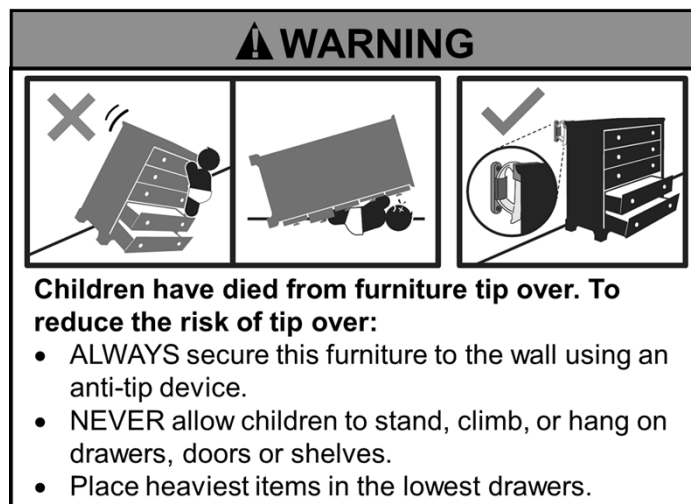 WARNING
Children have died from furniture tip over. To
reduce the risk of tip over:
• ALWAYS secure this furniture to the wall using an
anti-tip device.
• NEVER allow children to stand, climb, or hang on
drawers, doors or shelves.
• Place heaviest items in the lowest drawers.